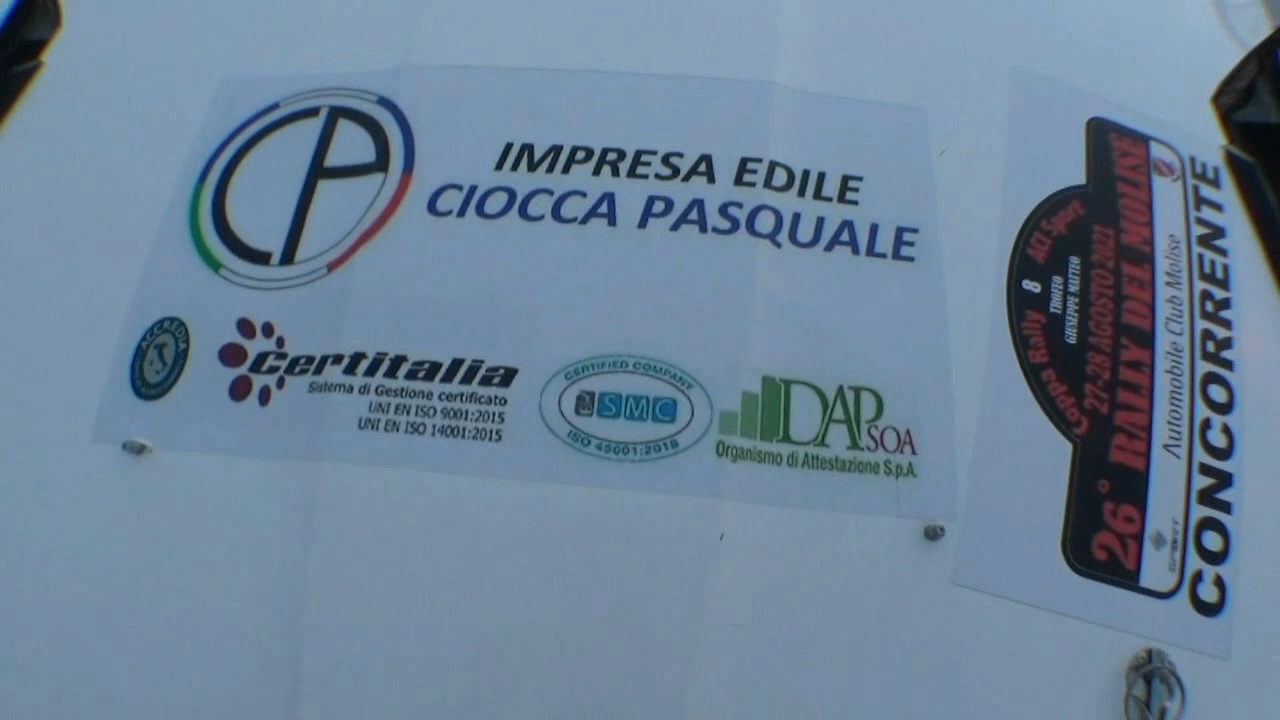 CP
IMPRESA EDILE
CIOCCA PASQUALE
ACCREDIA
Certitalia
Sistema di Gestione certificato
UNI EN ISO 9001:2015
UNI EN ISO 14001:2015
CERTIFIED COMPANY
SMC
ISO 45001:2018
DAP SOA
Organismo di Attestazione S.p.A.
Coppa Rally 8 ACI Sport
TROFEO
GIUSEPPE MATTEO
27-28 AGOSTO 2021
26° RALLY DEL MOLISE
Automobile Club Molise
CONCORRENTE